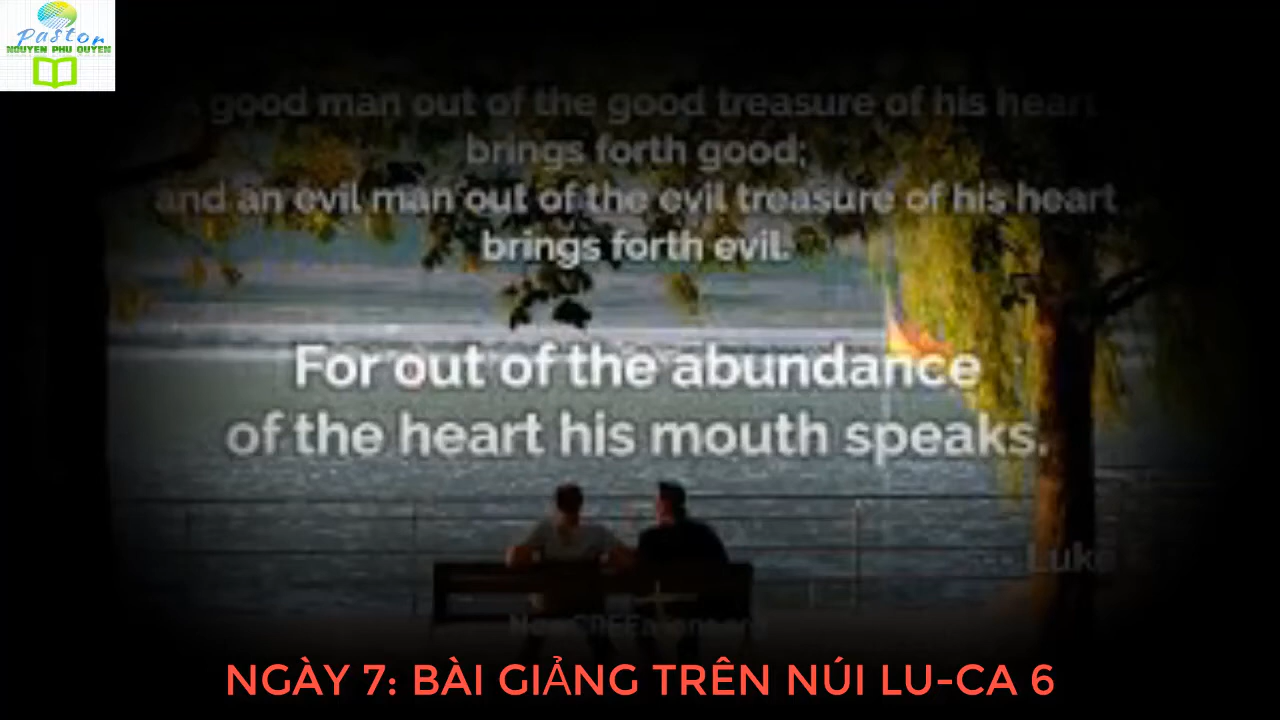 Pastor
NGUYEN PHU QUYEN
good man out of the good treasure of his heart
brings forth good;
and an evil man out of the evil treasure of his heart
brings forth evil.
For out of the abundance
of the heart his mouth speaks.
Luke
NGÀY 7: BÀI GIẢNG TRÊN NÚI LU-CA 6